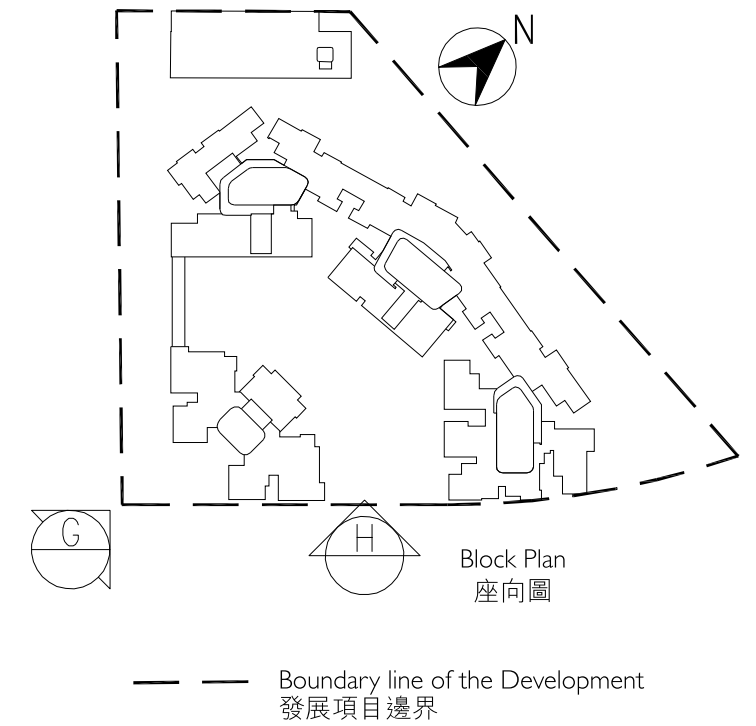 N
G
H
Block Plan
座向圖
Boundary line of the Development
發展項目邊界